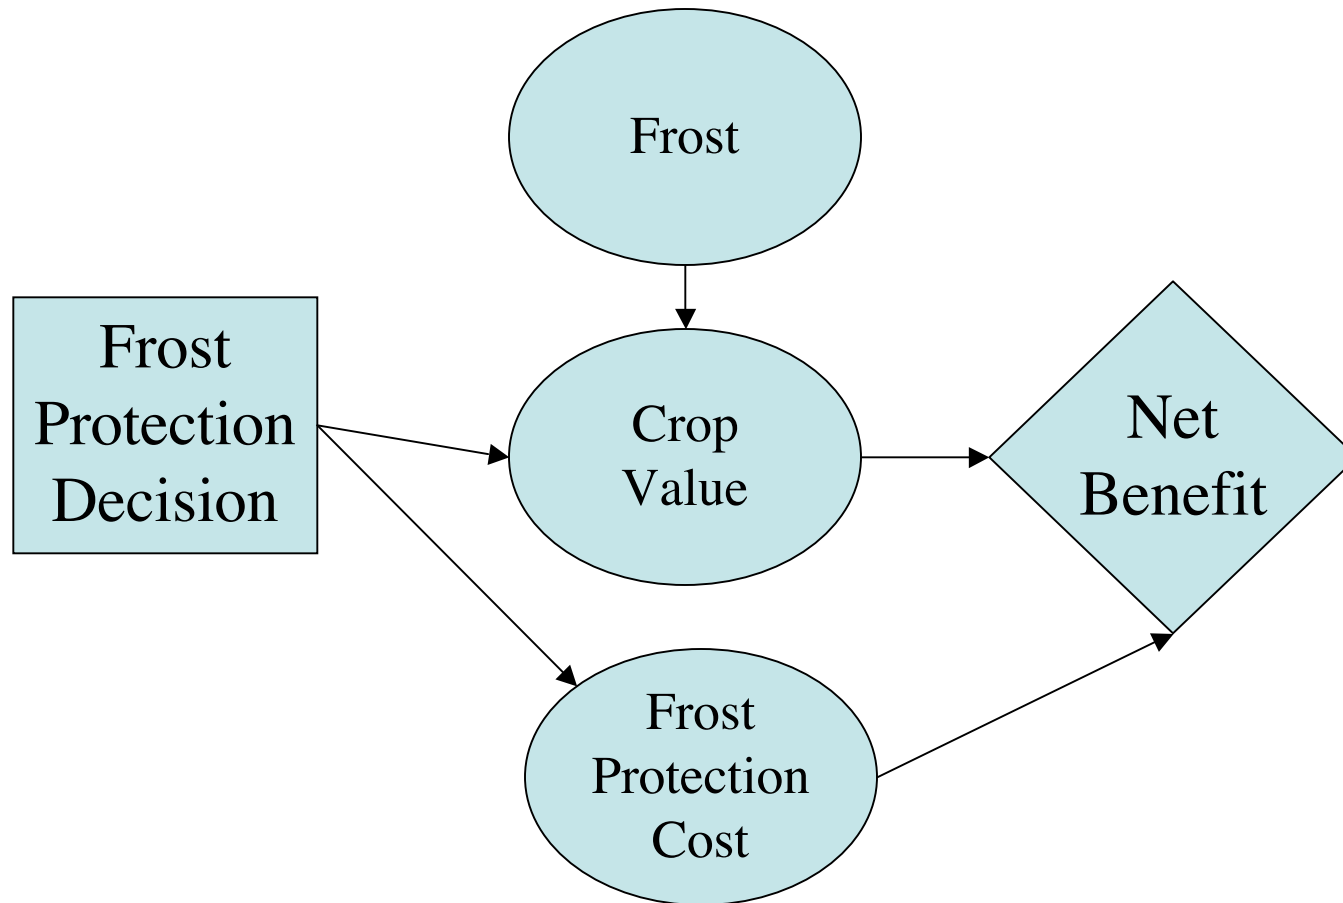 Frost
Frost
Protection
Decision
Crop
Value
Net
Benefit
Frost
Protection
Cost